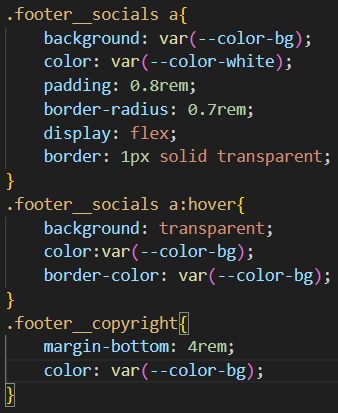 .footer__socials a{
    background: var(--color-bg);
    color: var(--color-white);
    padding: 0.8rem;
    border-radius: 0.7rem;
    display: flex;
    border: 1px solid transparent;
}
.footer__socials a:hover{
    background: transparent;
    color:var(--color-bg);
    border-color: var(--color-bg);
}
.footer__copyright{
    margin-bottom: 4rem;
    color: var(--color-bg);
}